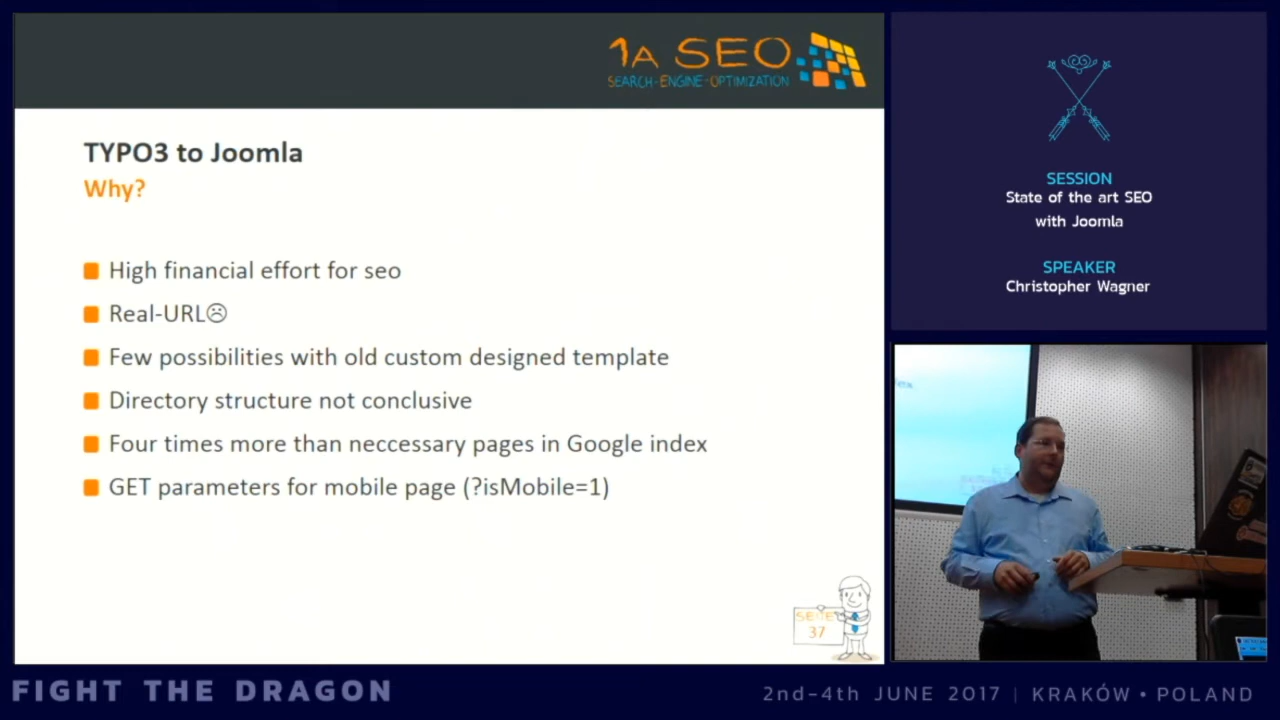 1A SEO
SEARCH-ENGINE-OPTIMIZATION
TYPO3 to Joomla
Why?
High financial effort for seo
Real-URL☹
Few possibilities with old custom designed template
Directory structure not conclusive
Four times more than neccessary pages in Google index
GET parameters for mobile page (?isMobile=1)
SEITE
37
SESSION
State of the art SEO
with Joomla
SPEAKER
Christopher Wagner
FIGHT THE DRAGON
2nd-4th JUNE 2017 | KRAKÓW • POLAND